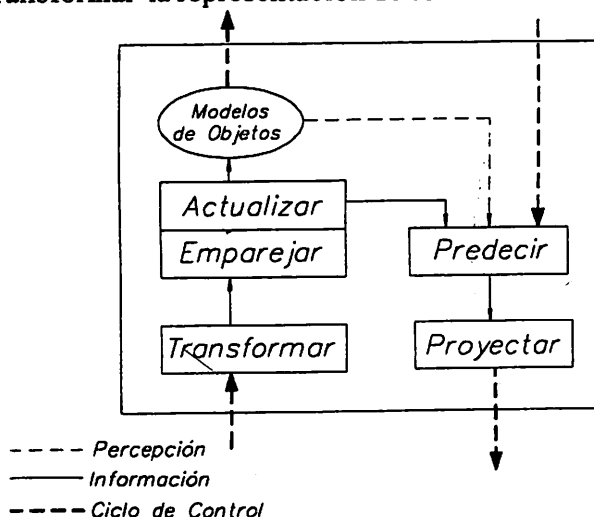 Modelos
de Objetos
Actualizar
Emparejar
Predecir
Transformar
Proyectar
Percepción
Información
Ciclo de Control